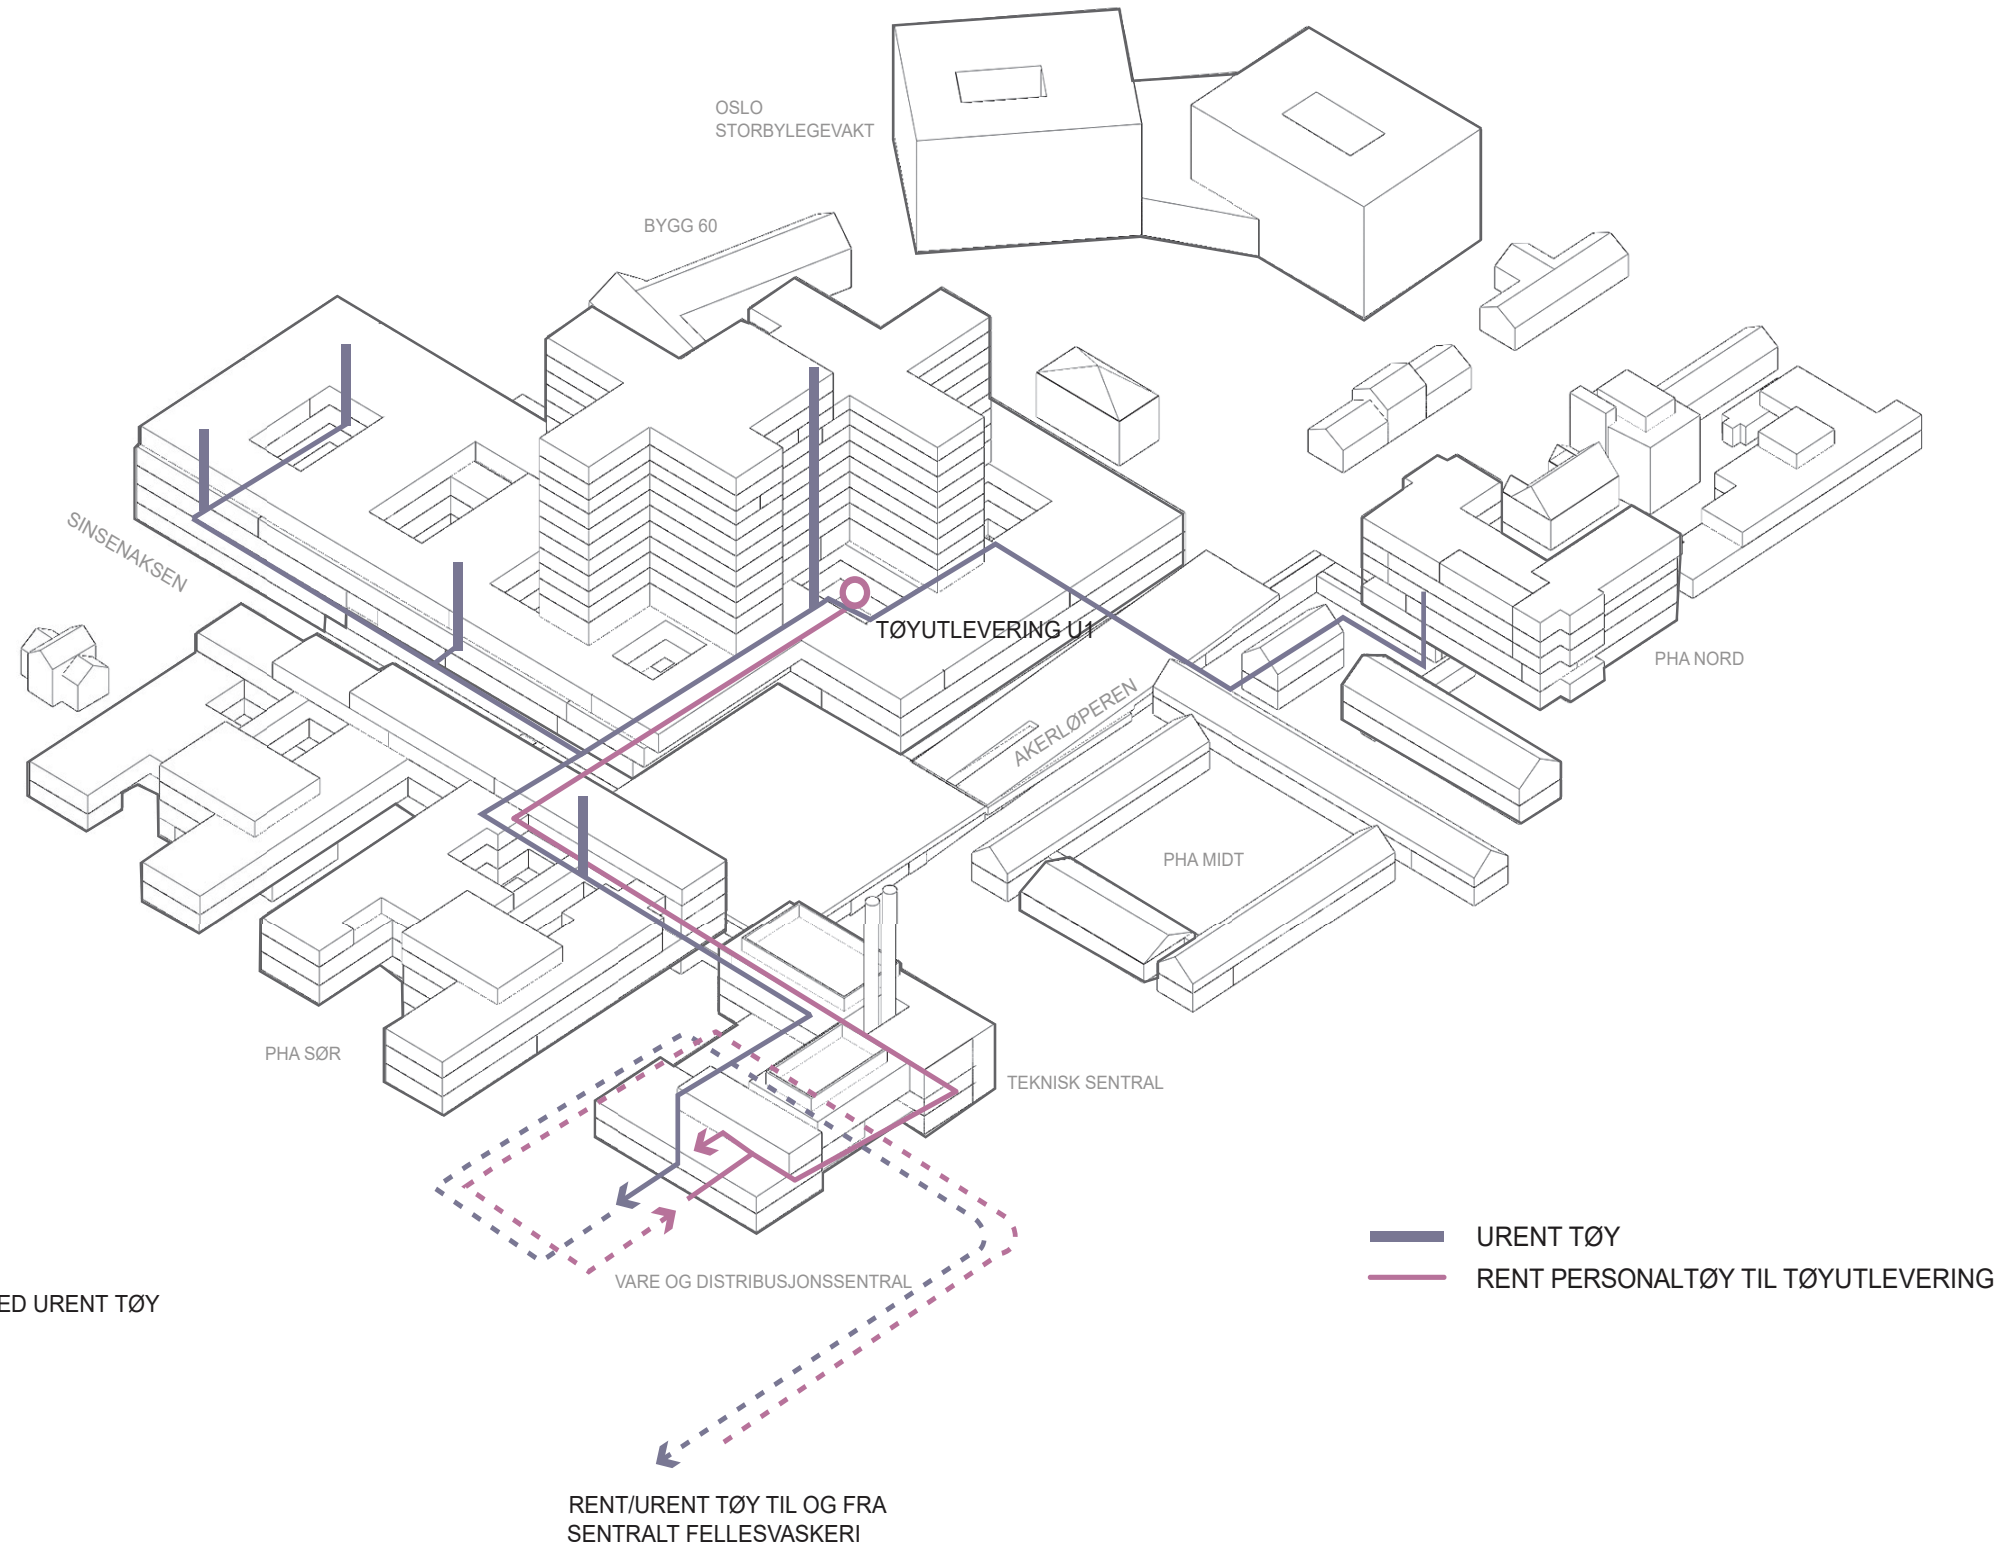 OSLO
STORBYLEGEVAKT
BYGG 60
SINSENAKSEN
TØYUTLEVERING U1
PHA NORD
AKERLØPEREN
PHA MIDT
PHA SØR
TEKNISK SENTRAL
URENT TØY
RENT PERSONALTØY TIL TØYUTLEVERING
VARE OG DISTRIBUSJONSSENTRAL
ED URENT TØY
RENT/URENT TØY TIL OG FRA
SENTRALT FELLESVASKERI